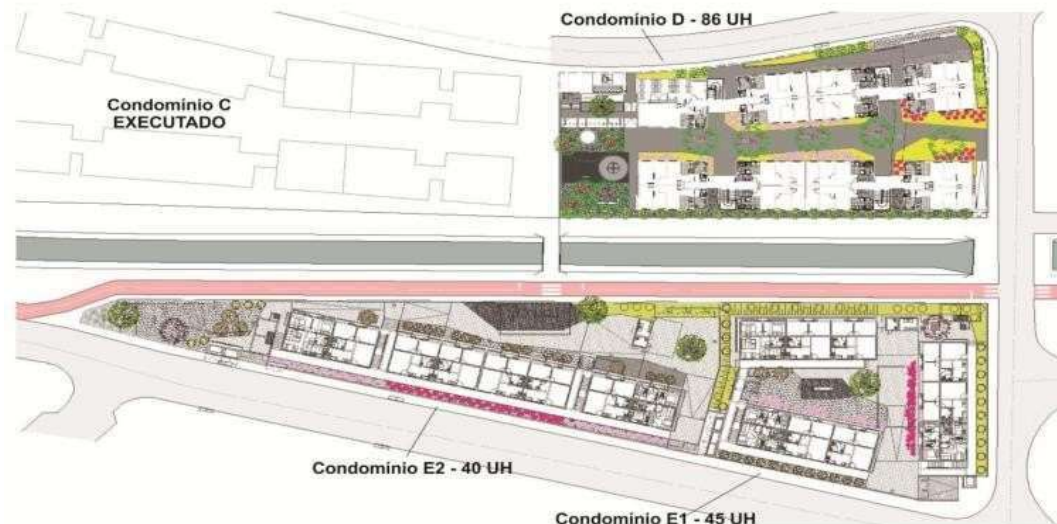 Condomínio D - 86 UH
Condomínio C
EXECUTADO
Condomínio E2 - 40 UH
Condomínio E1 - 45 UH